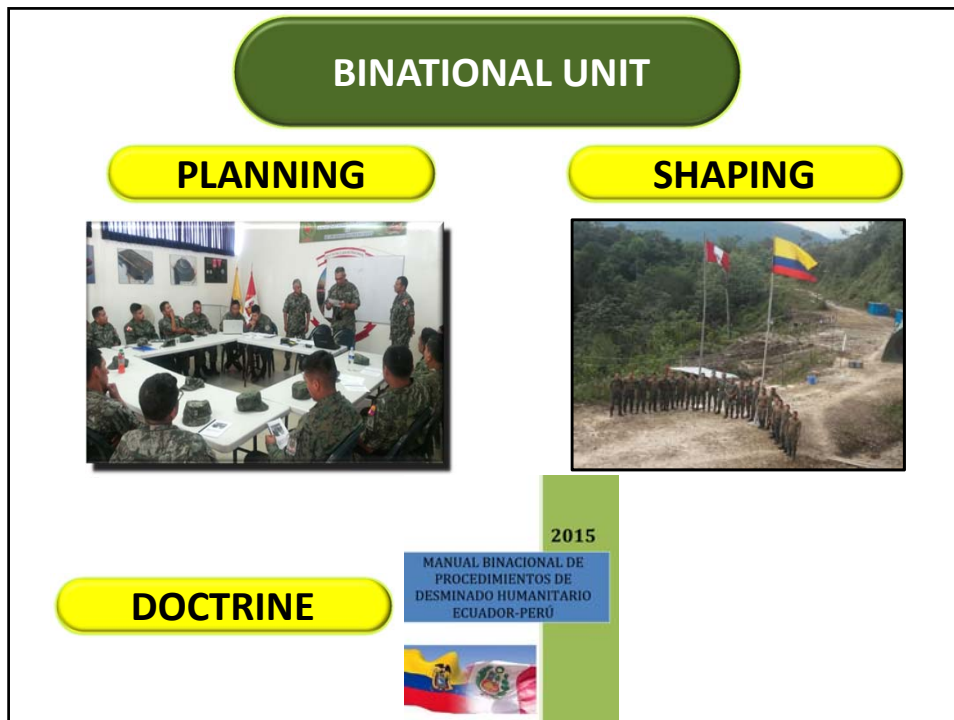 BINATIONAL UNIT
PLANNING
SHAPING
DOCTRINE
2015
MANUAL BINACIONAL DE
PROCEDIMIENTOS DE
DESMINADO HUMANITARIO
ECUADOR-PERÚ